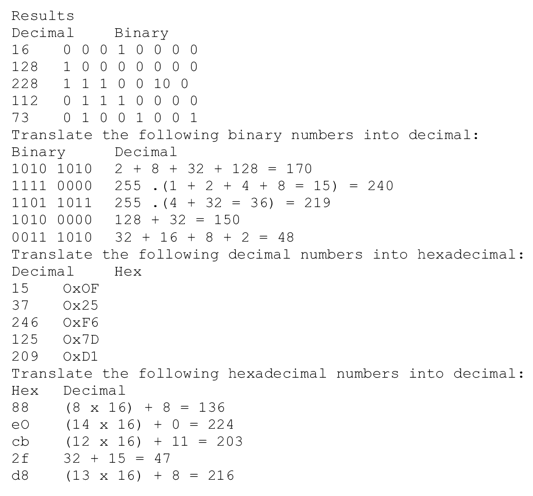 Results
Decimal Binary
16 0 0 0 1 0 0 0 0
128 1 0 0 0 0 0 0 0
228 1 1 1 0 0 10 0
112 0 1 1 1 0 0 0 0
73 0 1 0 0 1 0 0 1
Translate the following binary numbers into decimal:
Binary Decimal
1010 1010 2 + 8 + 32 + 128 = 170
1111 0000 255 .(1 + 2 + 4 + 8 = 15) = 240
1101 1011 255 .(4 + 32 = 36) = 219
1010 0000 128 + 32 = 150
0011 1010 32 + 16 + 8 + 2 = 48
Translate the following decimal numbers into hexadecimal:
Decimal Hex
15 OxOF
37 Ox25
246 OxF6
125 Ox7D
209 OxD1
Translate the following hexadecimal numbers into decimal:
Hex Decimal
88 (8 x 16) + 8 = 136
eO (14 x 16) + 0 = 224
cb (12 x 16) + 11 = 203
2f 32 + 15 = 47
d8 (13 x 16) + 8 = 216